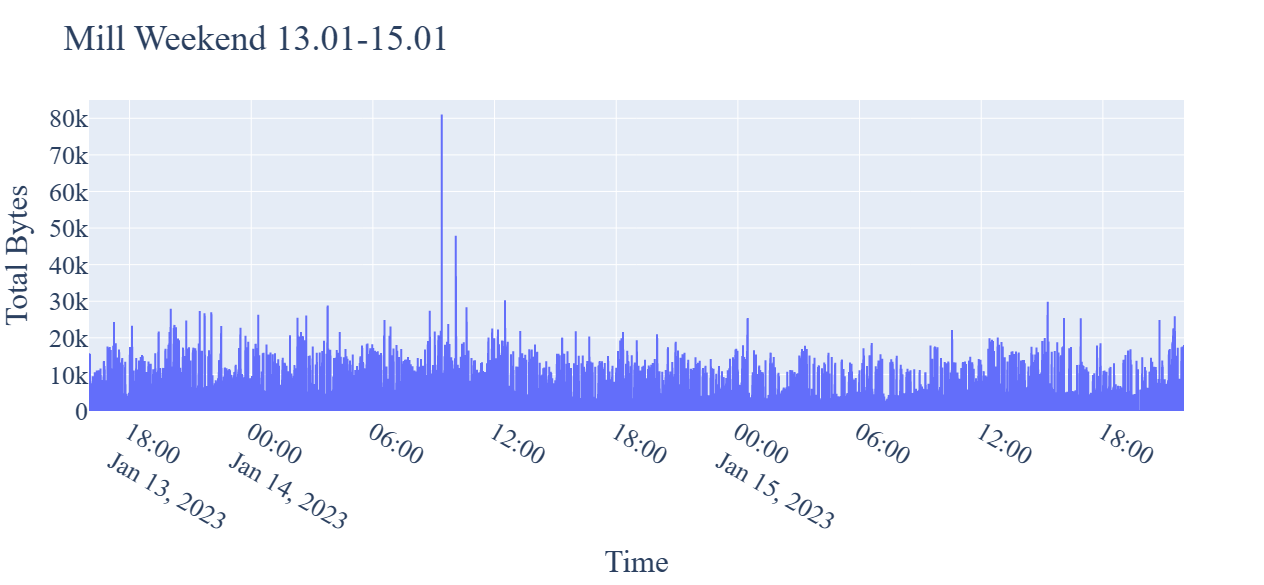 Mill Weekend 13.01-15.01
Total Bytes
80k
70k
60k
50k
40k
30k
20k
10k
0
18:00
Jan 13, 2023
00:00
Jan 14, 2023
06:00
12:00
18:00
00:00
Jan 15, 2023
06:00
12:00
18:00
Time